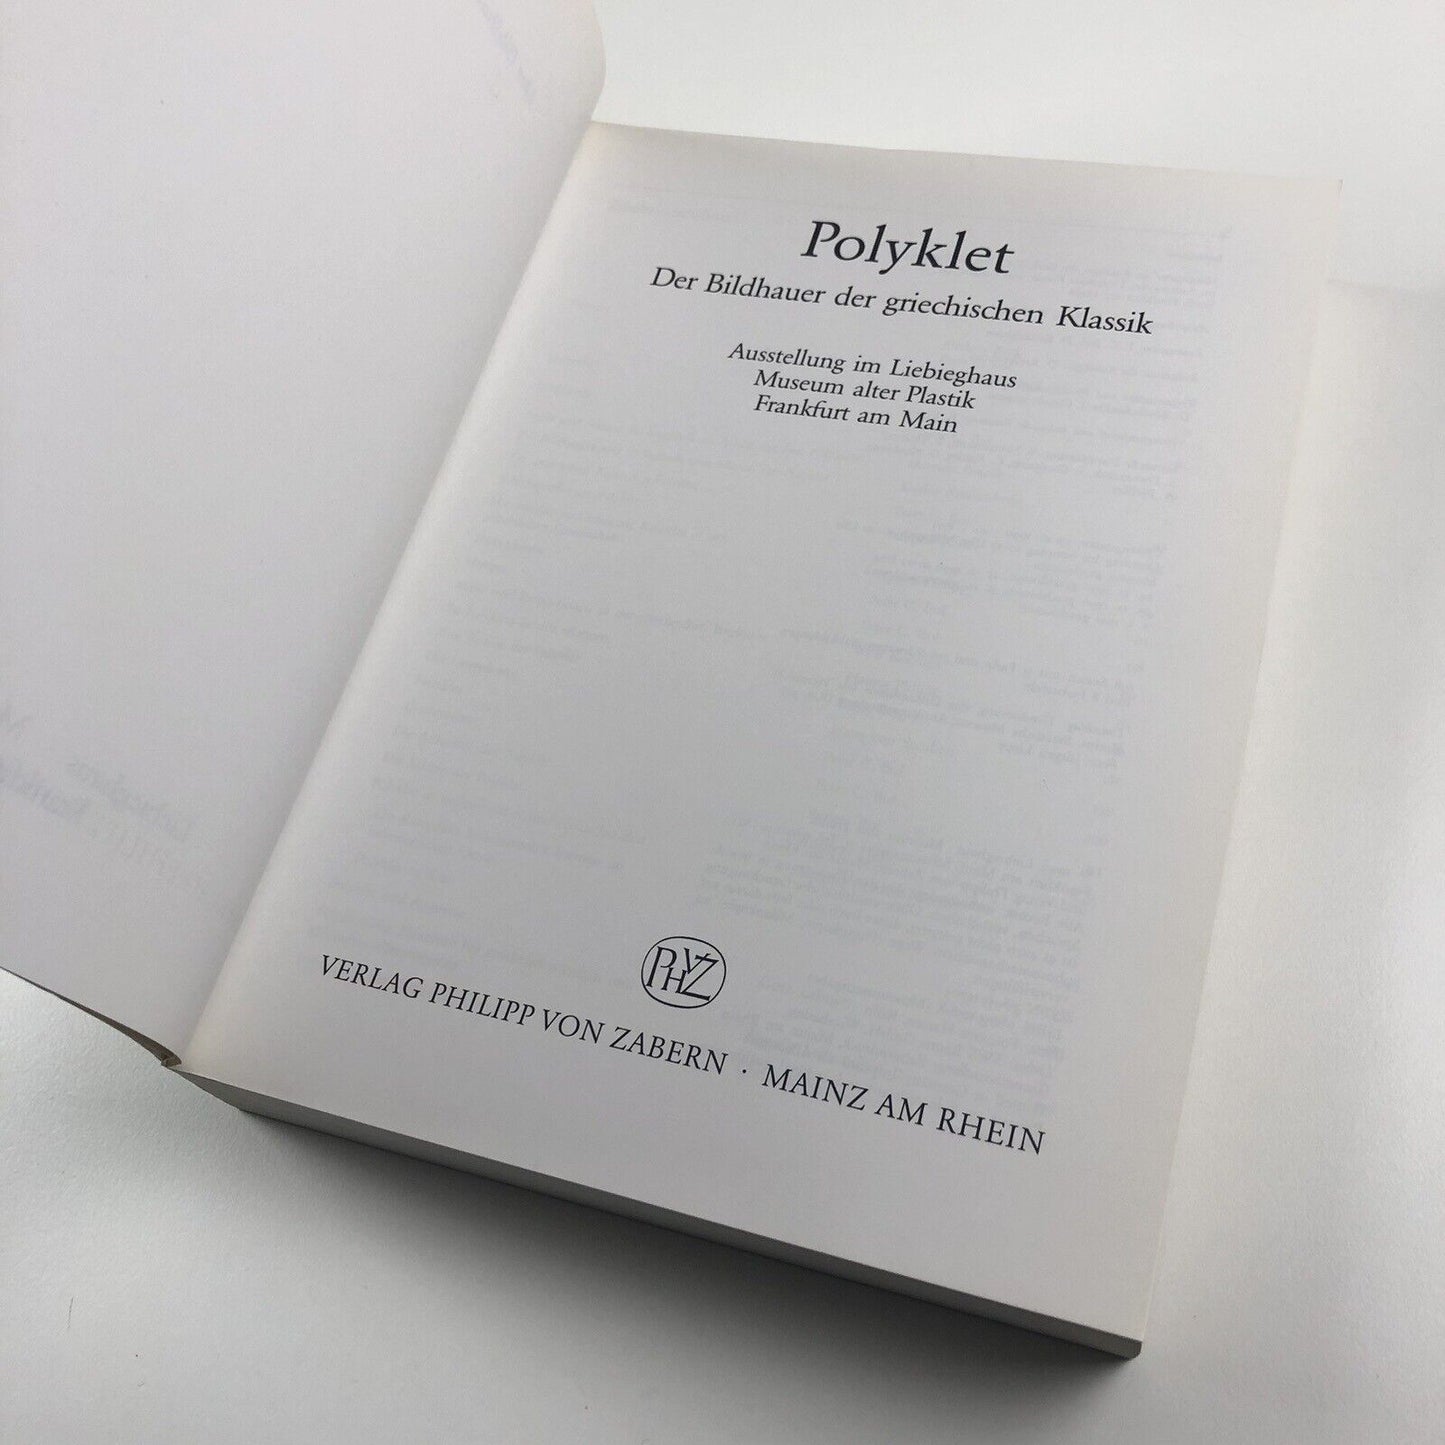 Polyklet
Der Bildhauer der griechischen Klassik
Ausstellung im Liebieghaus
Museum alter Plastik
Frankfurt am Main
PHVZ
VERLAG PHILIPP VON ZABERN · MAINZ AM RHEIN